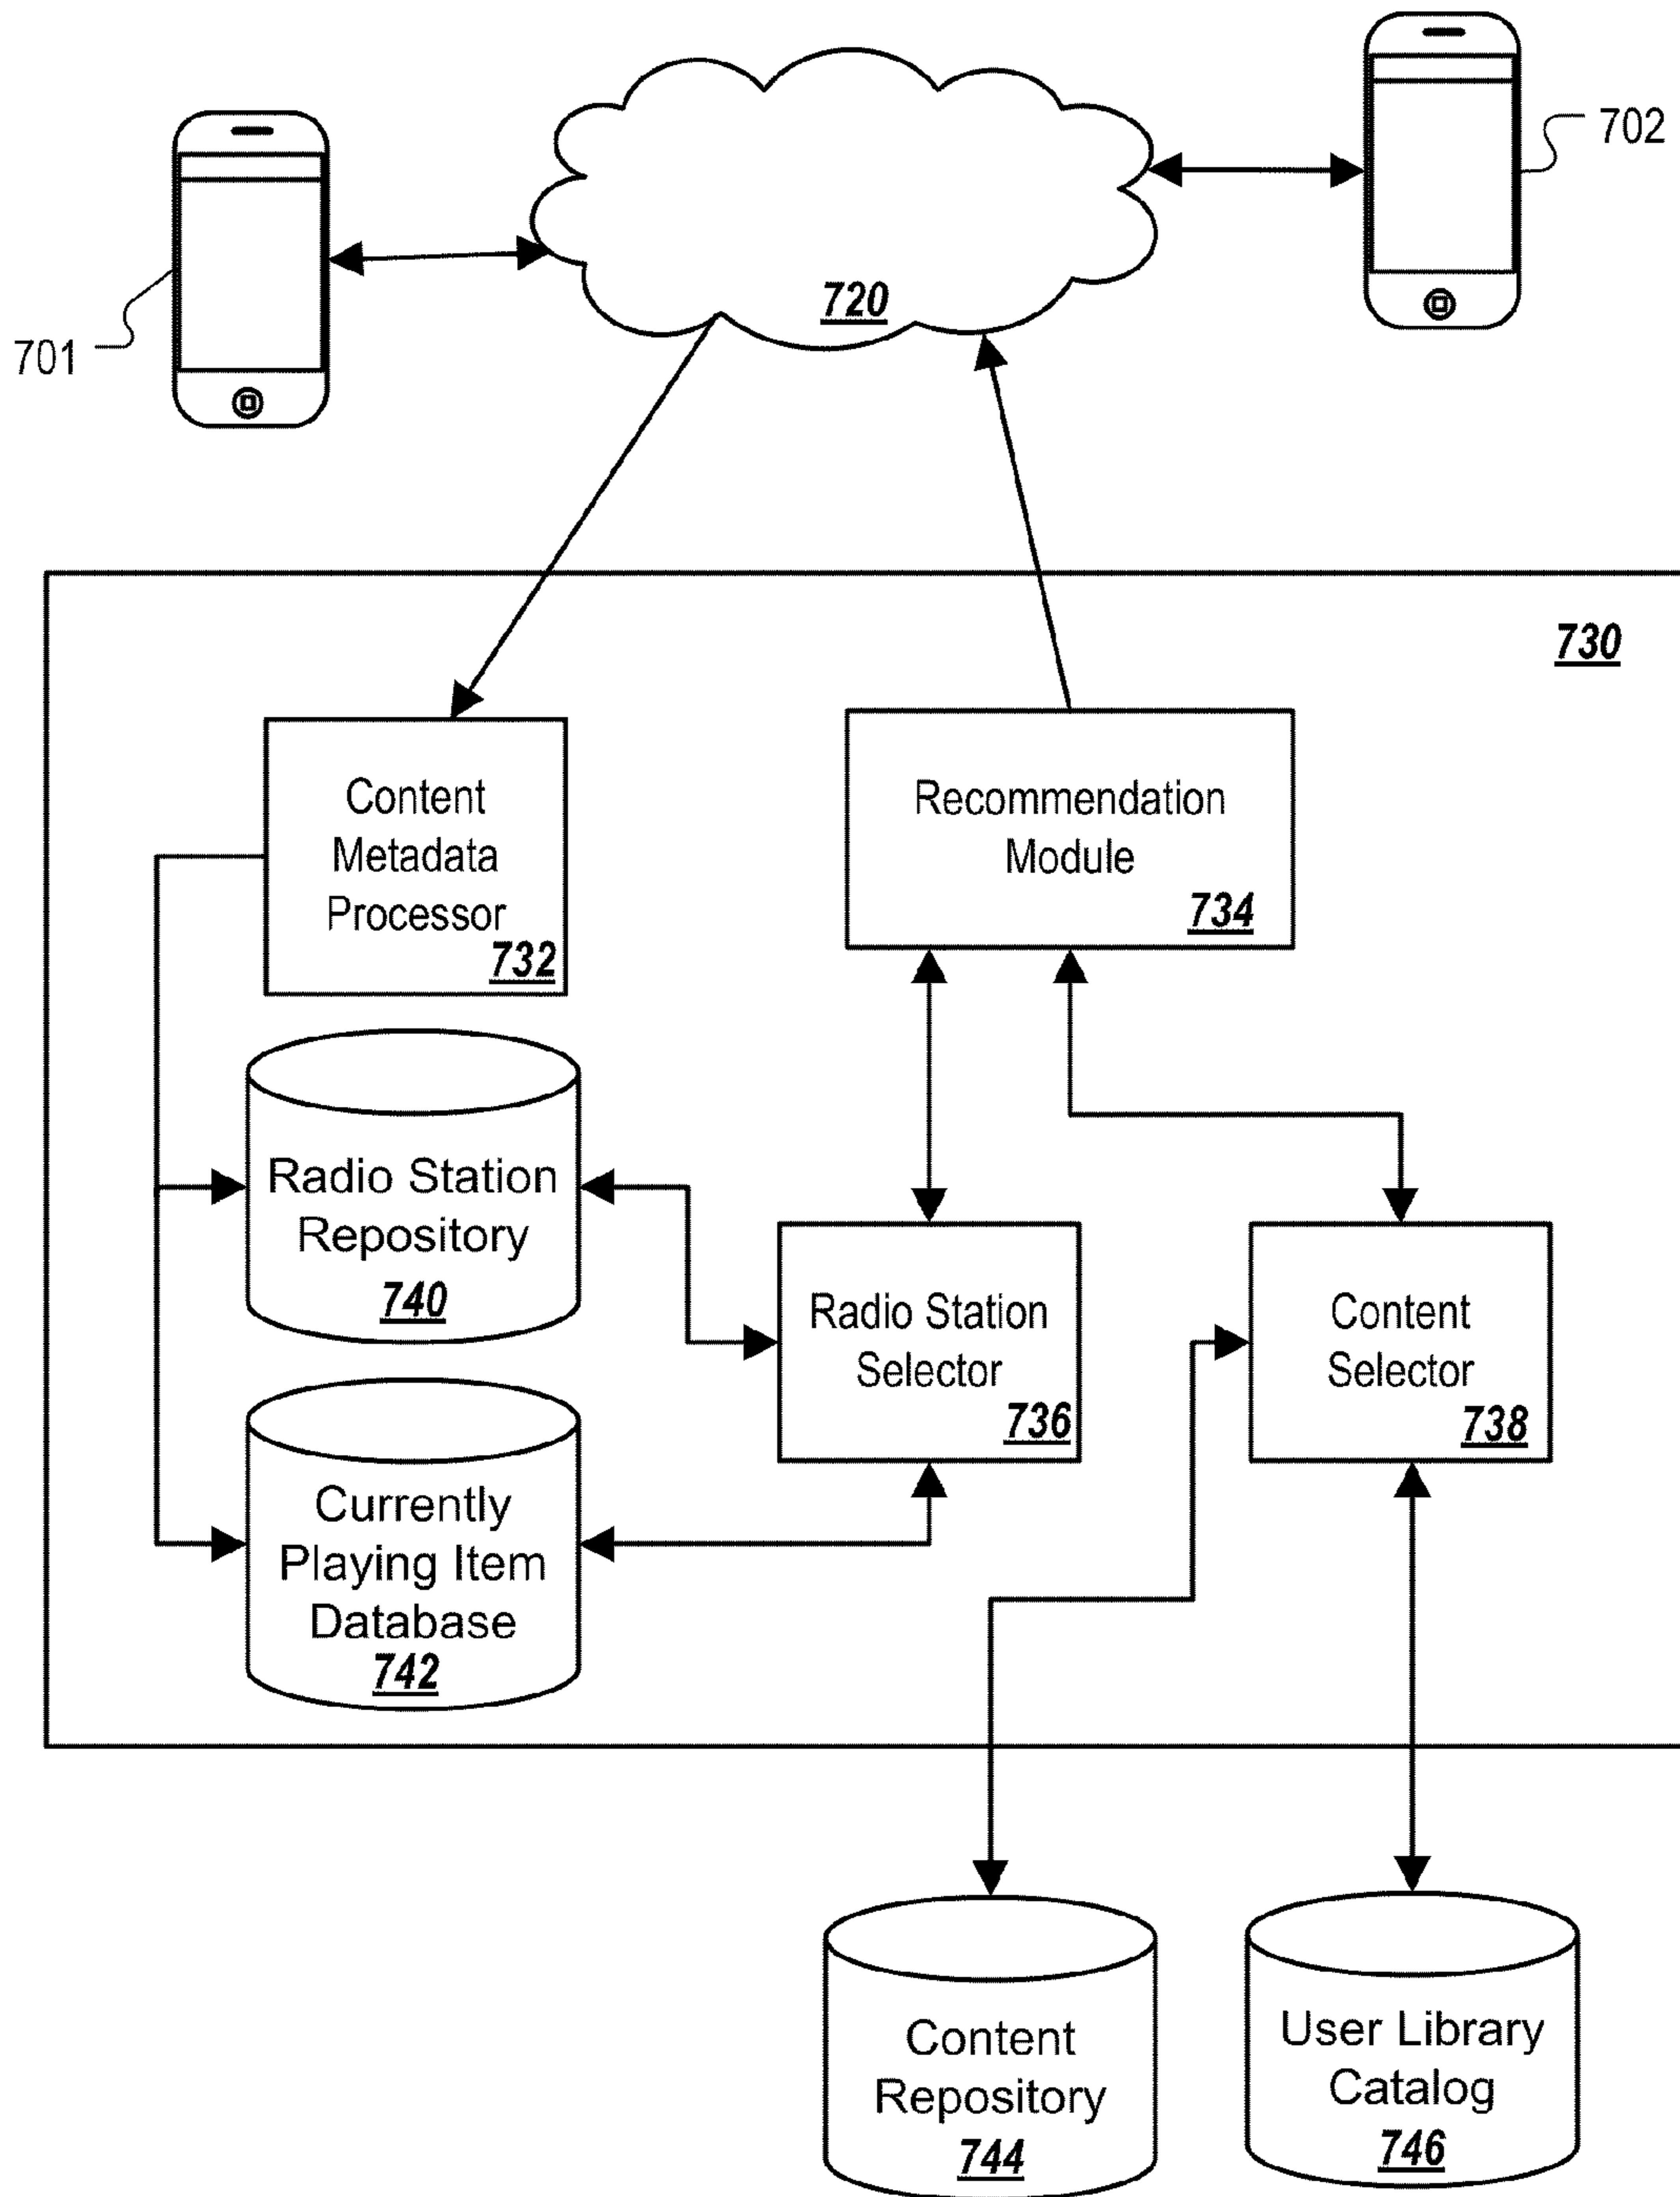 702
720
701
730
Content
Metadata
Processor
732
Recommendation
Module
734
Radio Station
Repository
740
Radio Station
Selector
736
Content
Selector
738
Currently
Playing Item
Database
742
Content
Repository
744
User Library
Catalog
746